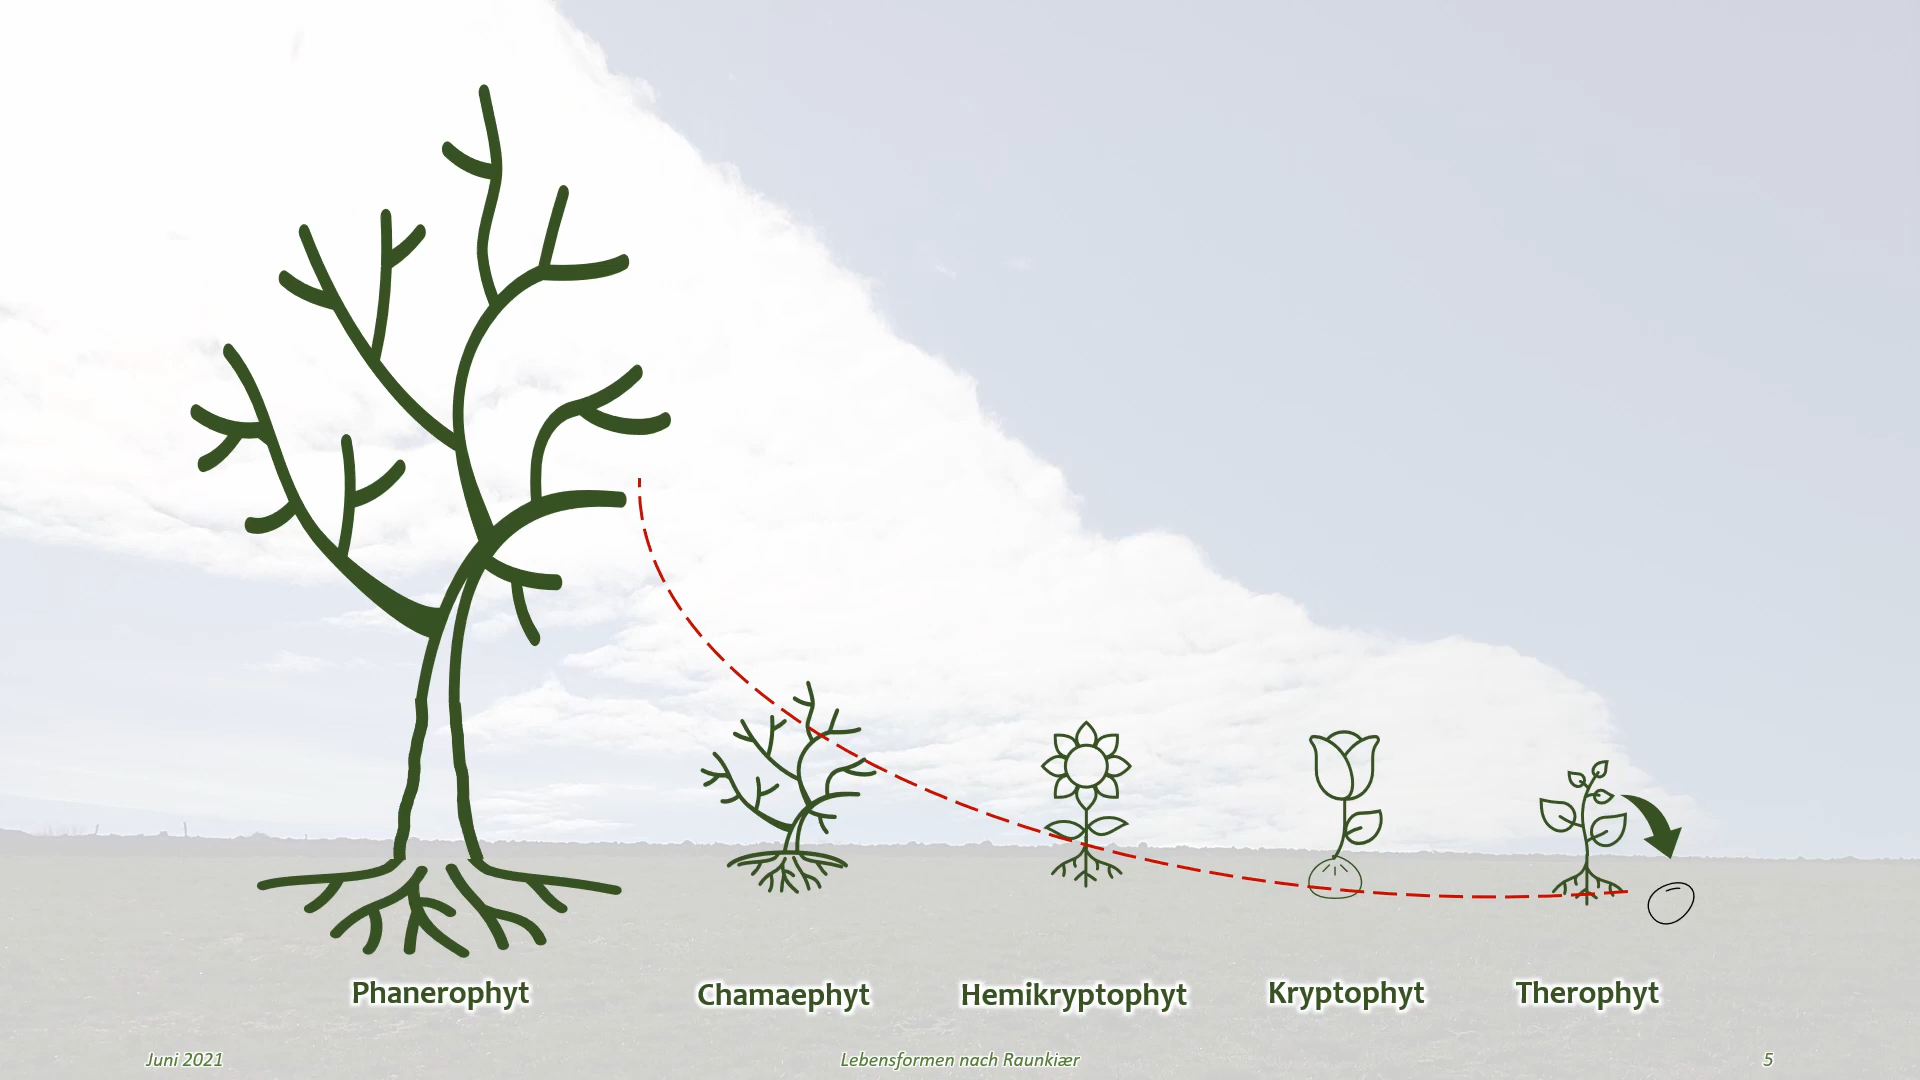 Phanerophyt
Chamaephyt
Hemikryptophyt
Kryptophyt
Therophyt
Juni 2021
Lebensformen nach Raunkiær
5